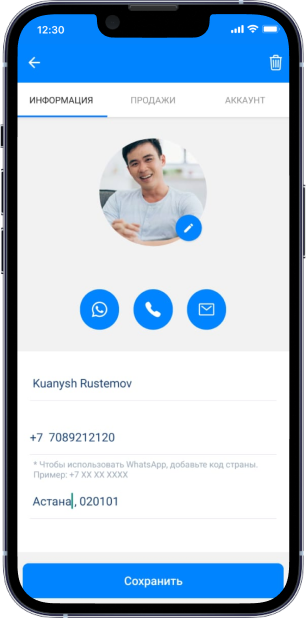 12:30
ИНФОРМАЦИЯ
ПРОДАЖИ
АККАУНТ
Kuanysh Rustemov
+7 7089212120
* Чтобы использовать WhatsApp, добавьте код страны.
Пример: +7 XX XX XXXX
Астана, 020101
Сохранить